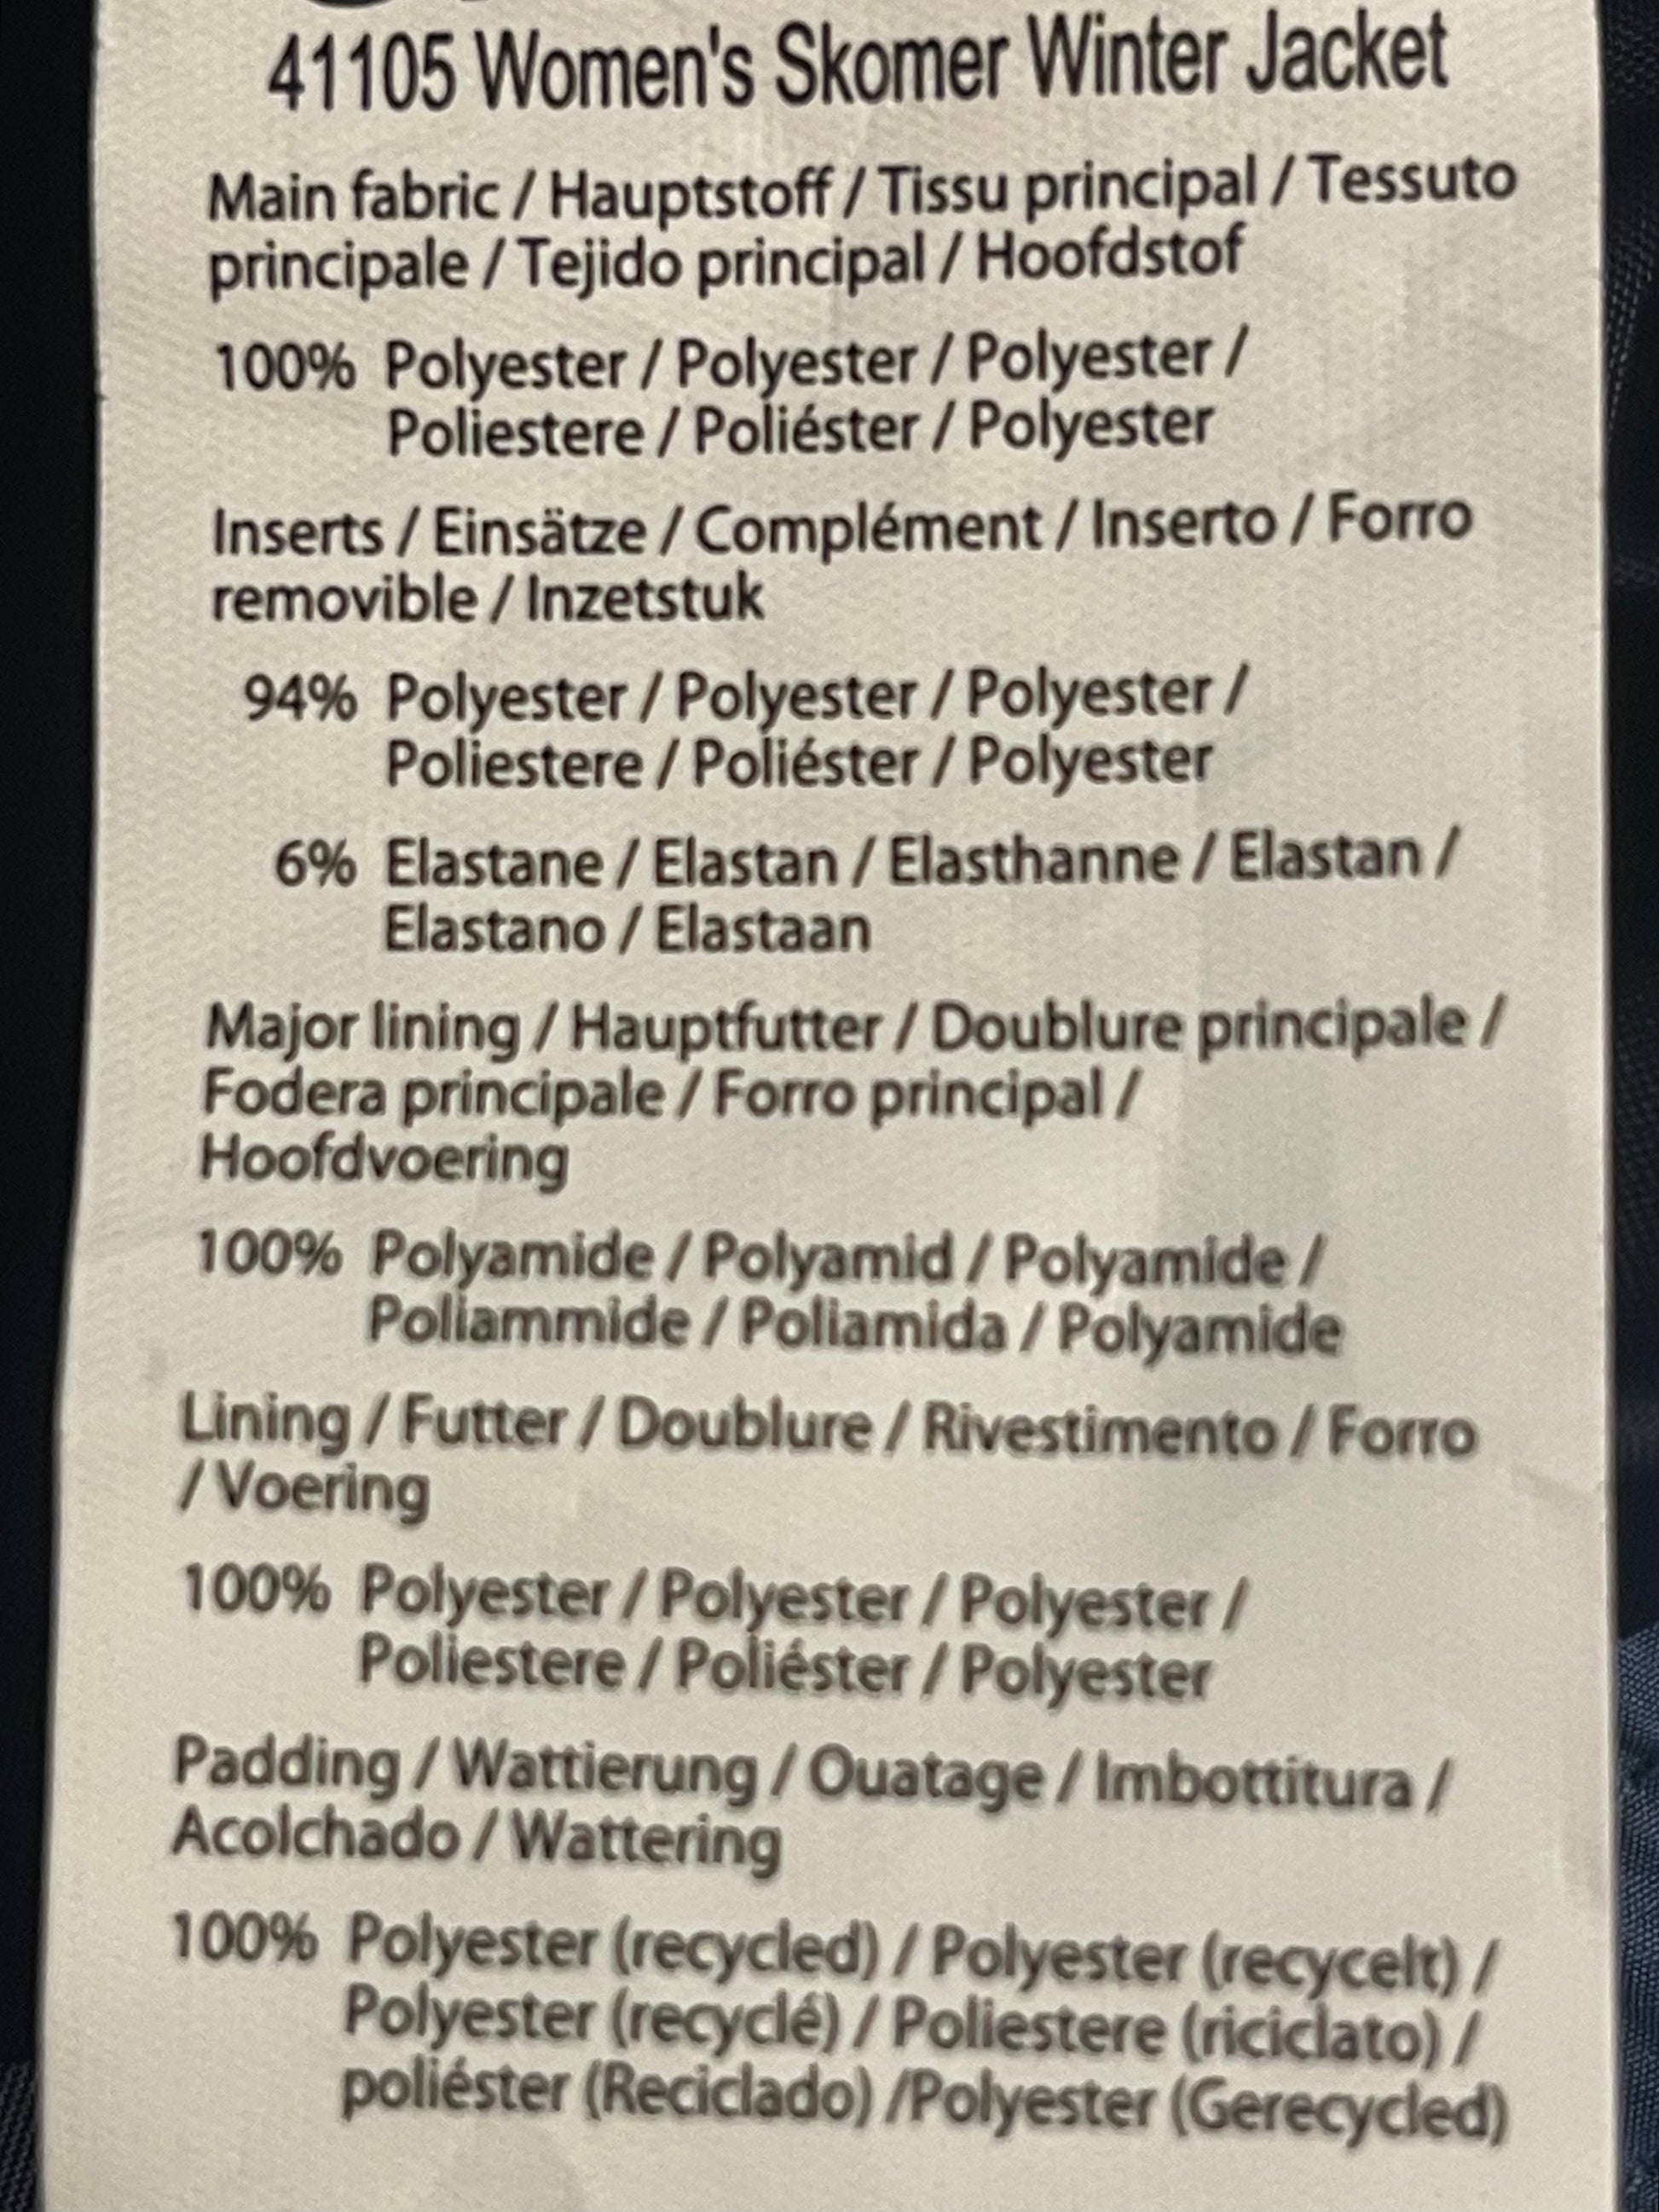 41105 Women's Skomer Winter Jacket
Main fabric / Hauptstoff / Tissu principal / Tessuto
principale / Tejido principal / Hoofdstof
100% Polyester / Polyester / Polyester /
Poliestere / Poliéster / Polyester
Inserts / Einsätze / Complément / Inserto / Forro
removible / Inzetstuk
94% Polyester / Polyester / Polyester /
Poliestere / Poliéster / Polyester
6% Elastane / Elastan / Elasthanne / Elastan /
Elastano / Elastaan
Major lining / Hauptfutter / Doublure principale /
Fodera principale / Forro principal /
Hoofdvoering
100% Polyamide / Polyamid / Polyamide /
Poliammide / Poliamida / Polyamide
Lining / Futter / Doublure / Rivestimento / Forro
/ Voering
100% Polyester / Polyester / Polyester /
Poliestere / Poliéster / Polyester
Padding / Wattierung / Ouatage / Imbottitura /
Acolchado / Wattering
100% Polyester (recycled) / Polyester (recycelt) /
Polyester (recyclé) / Poliestere (riciclato) /
poliéster (Reciclado) /Polyester (Gerecycled)